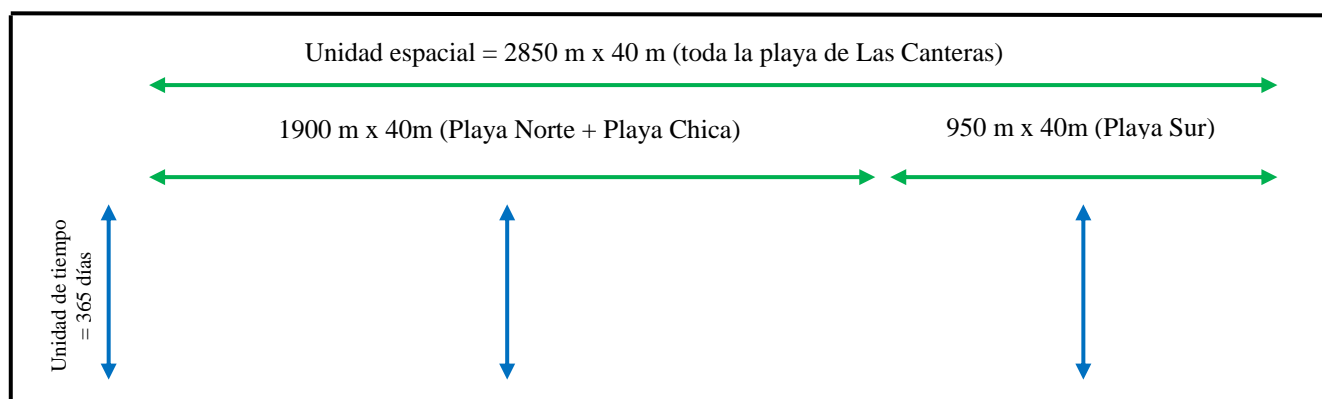 Unidad espacial = 2850 m x 40 m (toda la playa de Las Canteras)
1900 m x 40m (Playa Norte + Playa Chica)
950 m x 40m (Playa Sur)
Unidad de tiempo
= 365 días